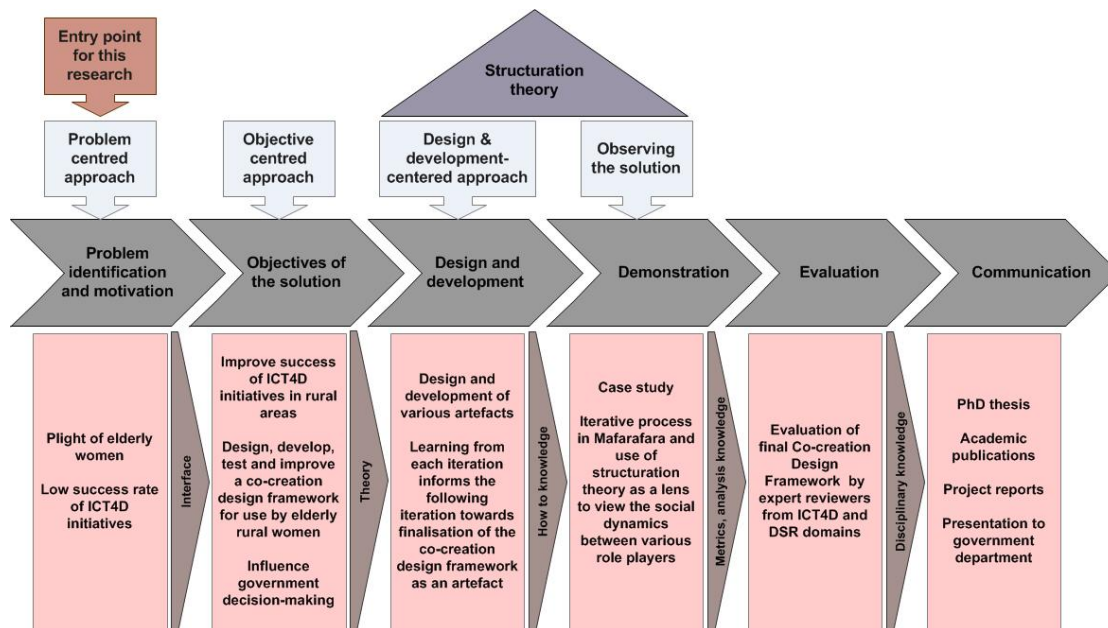 Entry point
for this
research
Structuration
theory
Problem
centred
approach
Objective
centred
approach
Design &
development-
centered approach
Observing
the solution
Problem
identification
and motivation
Objectives of
the solution
Design and
development
Demonstration
Evaluation
Communication
Plight of elderly
women
Low success rate
of ICT4D
initiatives
Interface
Improve success
of ICT4D
initiatives in rural
areas
Design, develop,
test and improve
a co-creation
design framework
for use by elderly
rural women
Influence
government
decision-making
Theory
Design and
development of
various artefacts
Learning from
each iteration
informs the
following
iteration towards
finalisation of the
co-creation
design framework
as an artefact
How to knowledge
Case study
Iterative process
in Mafarafara and
use of
structuration
theory as a lens
to view the social
dynamics
between various
role players
Metrics, analysis knowledge
Evaluation of
final Co-creation
Design
Framework by
expert reviewers
from ICT4D and
DSR domains
Disciplinary knowledge
PhD thesis
Academic
publications
Project reports
Presentation to
government
department